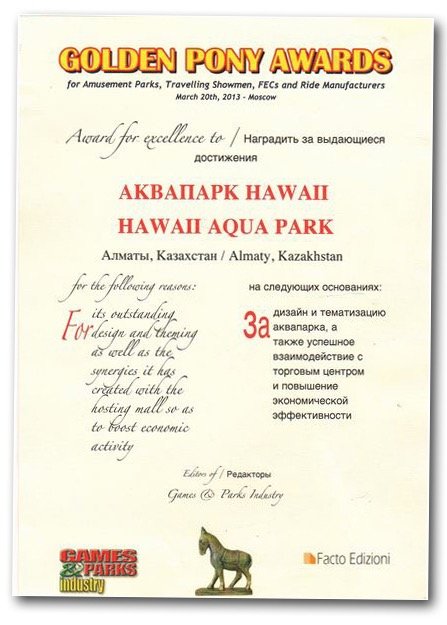 GOLDEN PONY AWARDS
for Amusement Parks, Travelling Showmen, FECs and Ride Manufacturers
March 20th, 2013 - Moscow
Award for excellence to / Наградить за выдающиеся
достижения
АКВАПАРК HAWAII
HAWAII AQUA PARK
Алматы, Казахстан / Almaty, Kazakhstan
for the following reasons:
For its outstanding
design and theming
as well as the
synergies it has
created with the
hosting mall so as
to boost economic
activity
на следующих основаниях:
За дизайн и тематизацию
аквапарка, а
также успешное
взаимодействие с
торговым центром
и повышение
экономической
эффективности
Editors of / Редакторы
Games & Parks Industry
GAMES
& PARKS
industry
Facto Edizioni